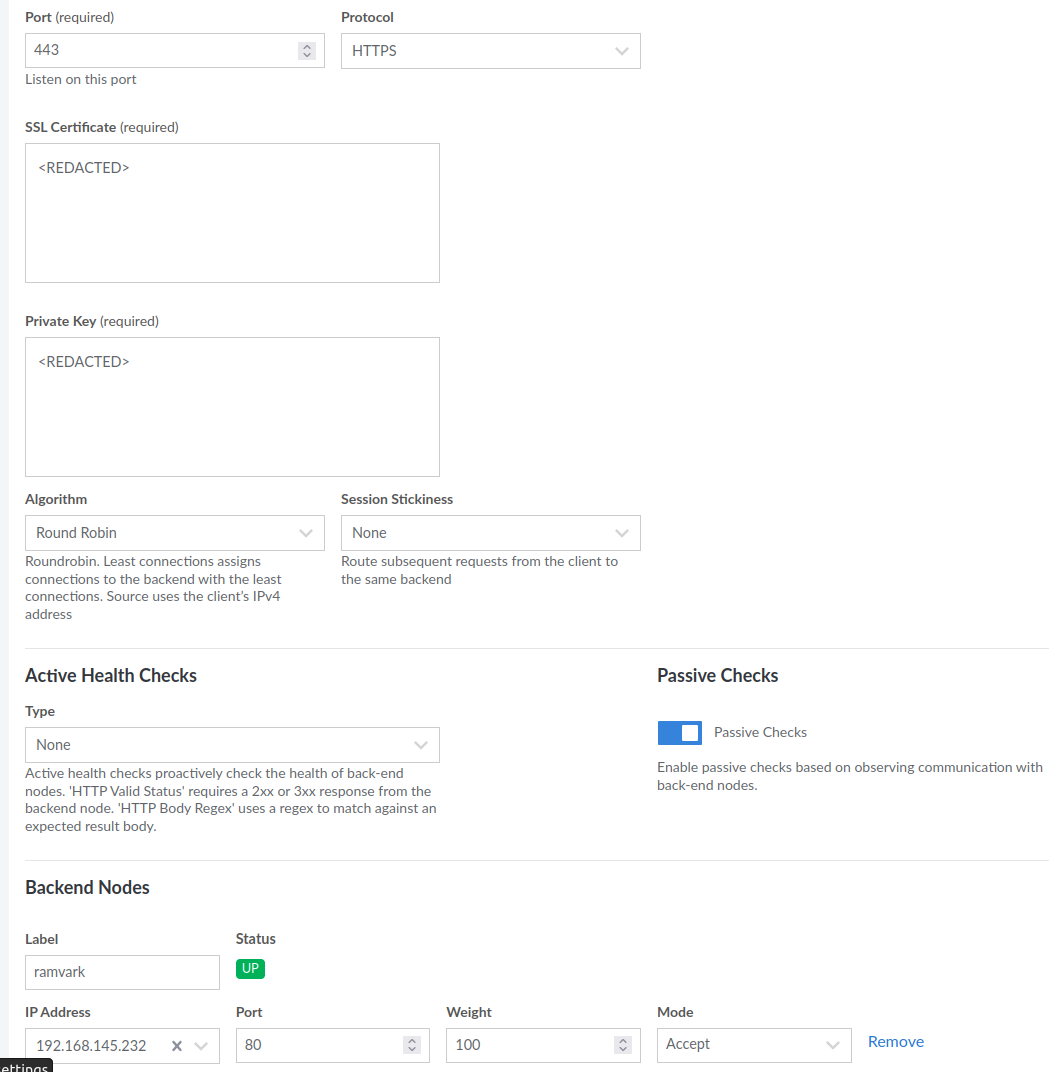 Port (required)
Protocol
443
HTTPS
Listen on this port
SSL Certificate (required)
<REDACTED>
Private Key (required)
<REDACTED>
Algorithm
Session Stickiness
Round Robin
None
Roundrobin. Least connections assigns
connections to the backend with the least
connections. Source uses the client's IPv4
address
Route subsequent requests from the client to
the same backend
Active Health Checks
Type
None
Active health checks proactively check the health of back-end
nodes. 'HTTP Valid Status' requires a 2xx or 3xx response from the
backend node. 'HTTP Body Regex' uses a regex to match against an
expected result body.
Passive Checks
Passive Checks
Enable passive checks based on observing communication with
back-end nodes.
Backend Nodes
Label
Status
ramvark
UP
IP Address
Port
Weight
Mode
192.168.145.232
80
100
Accept
Remove
ettings